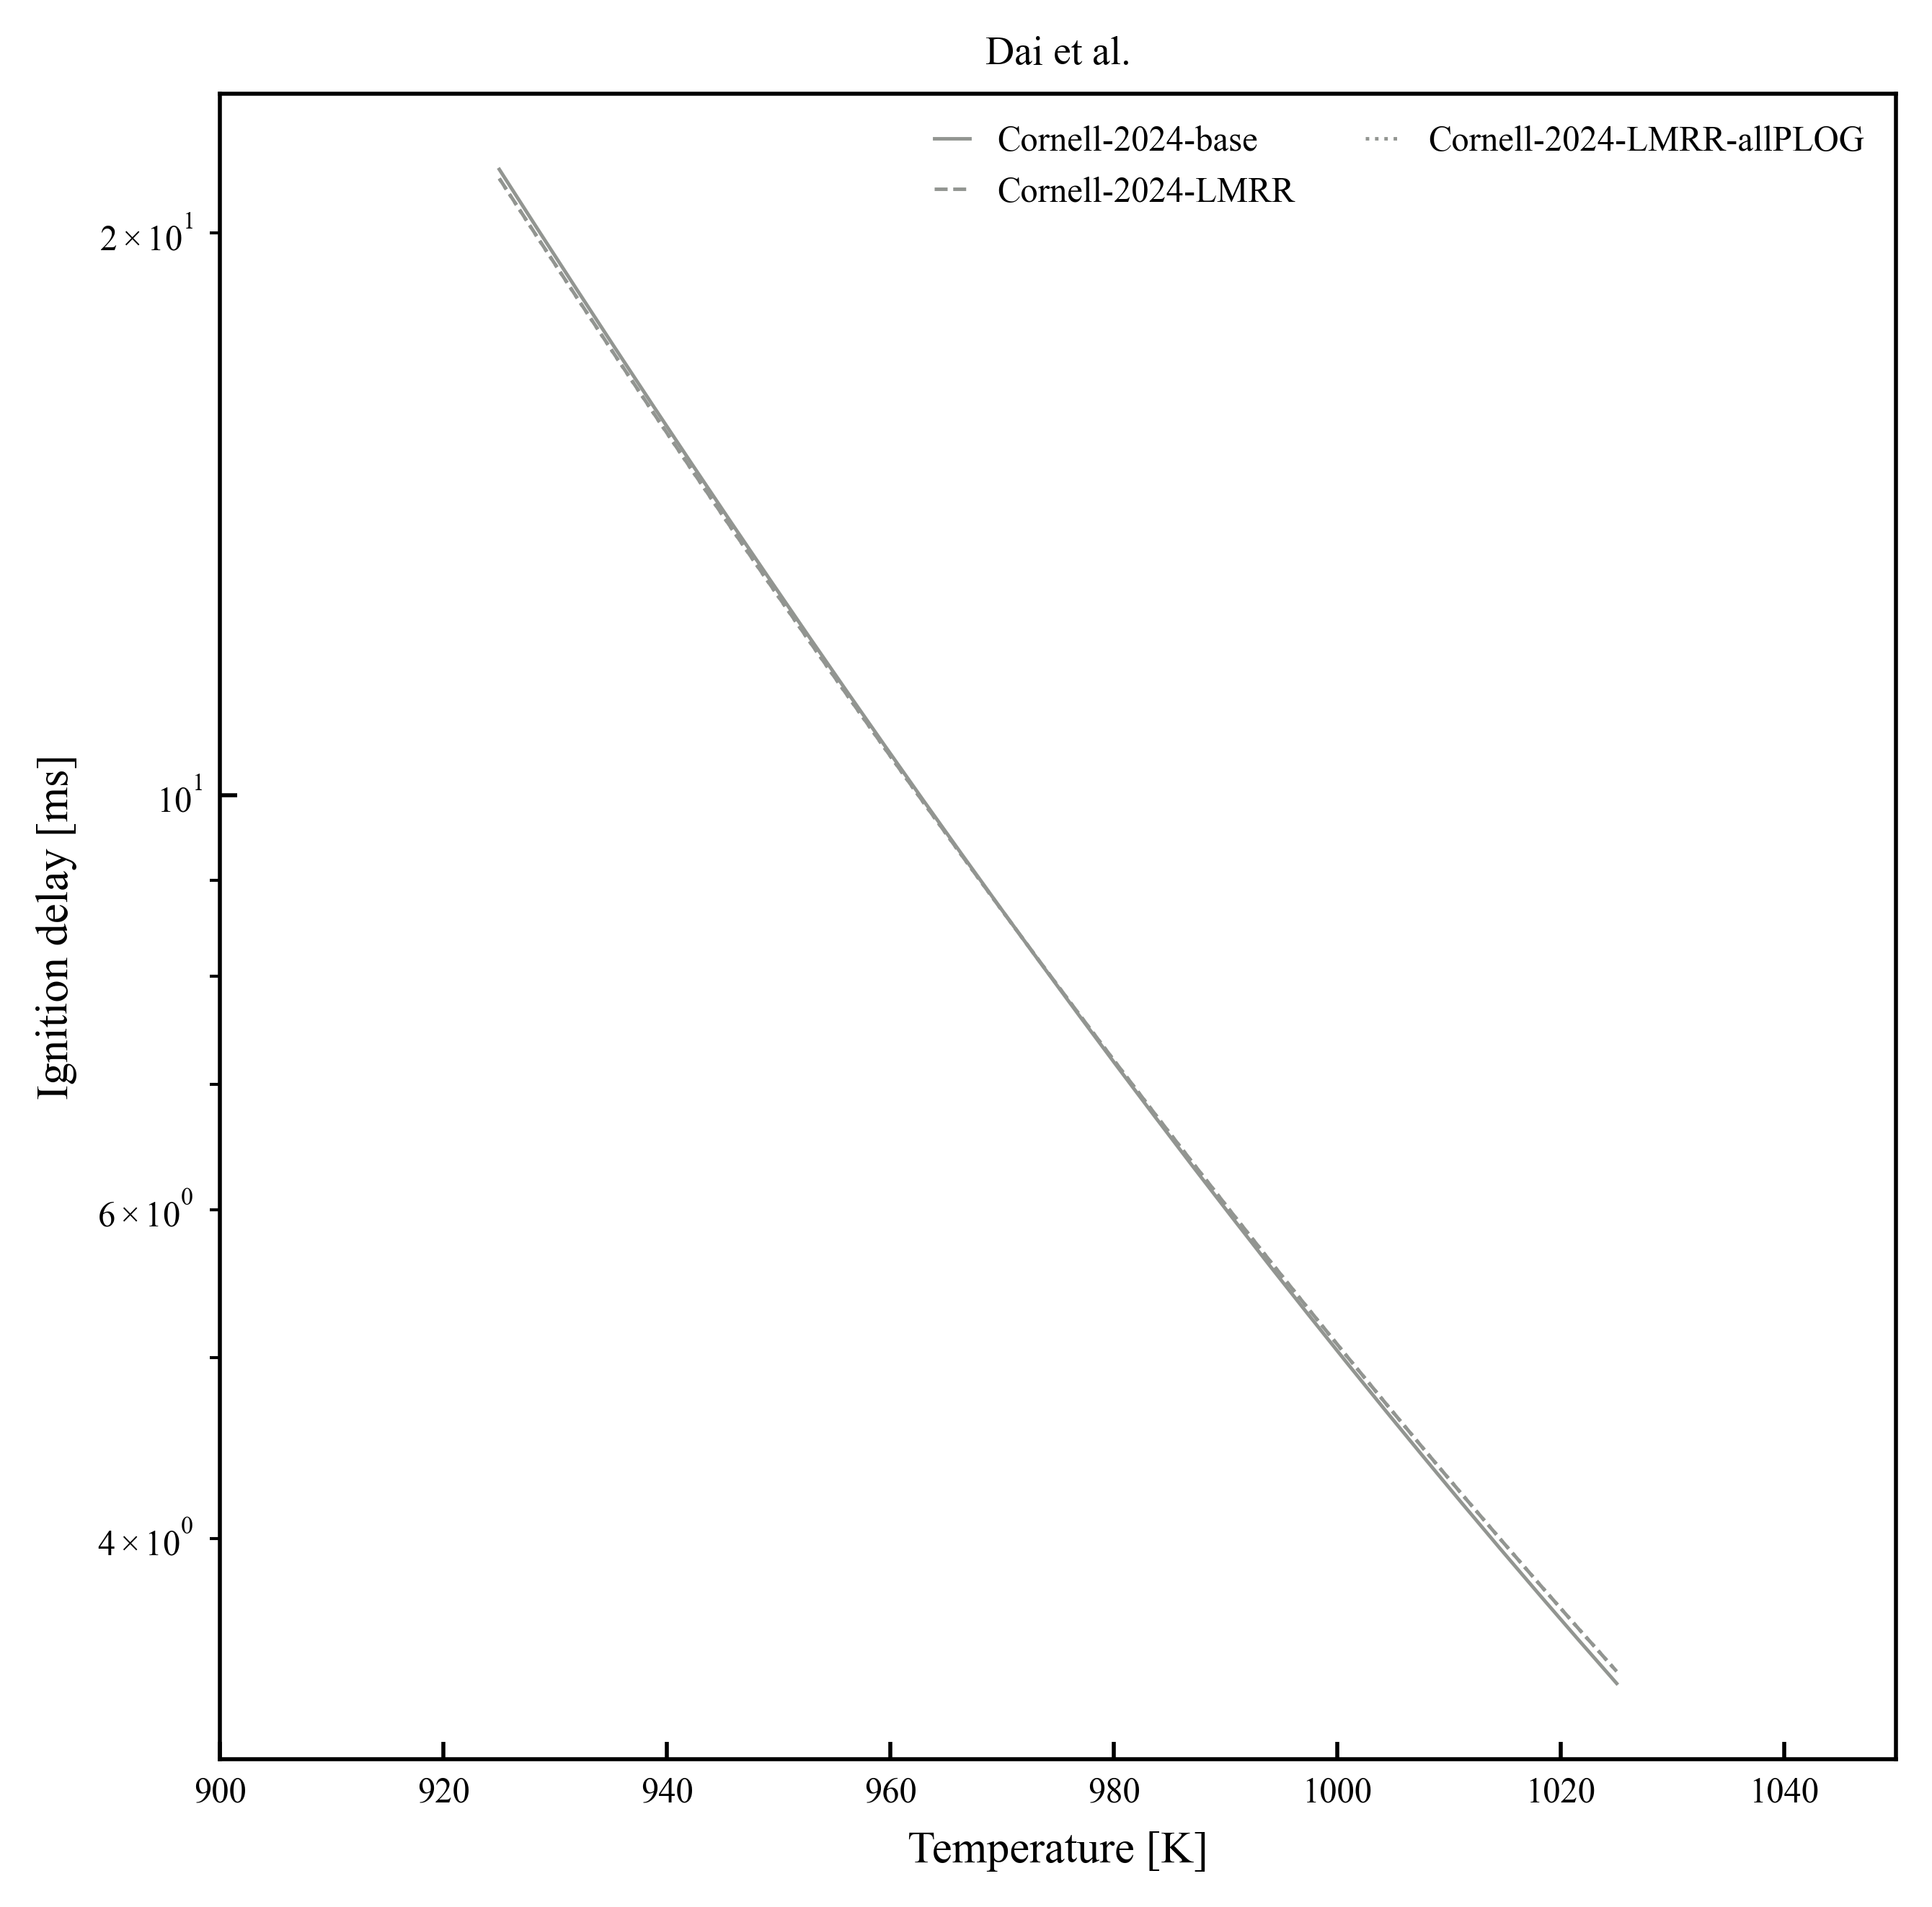 Dai et al.
Cornell-2024-base
Cornell-2024-LMRR
Cornell-2024-LMRR-allPLOG
Ignition delay [ms]
2×10¹
10¹
6×10⁰
4×10⁰
900 920 940 960 980 1000 1020 1040
Temperature [K]